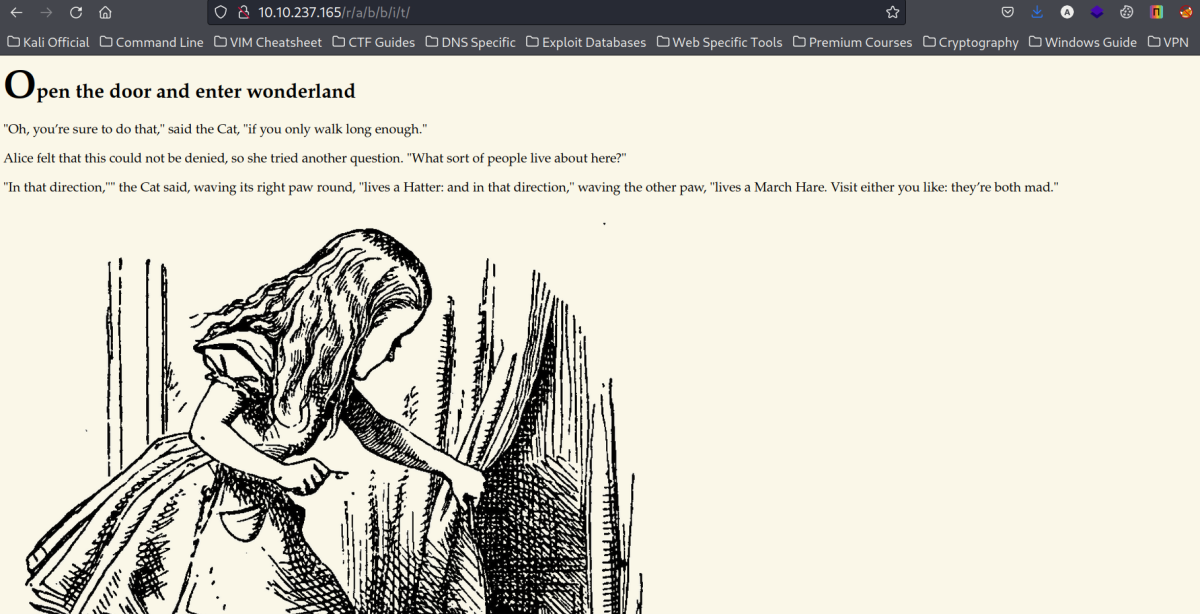 10.10.237.165/r/a/b/b/i/t/
Kali Official Command Line VIM Cheatsheet CTF Guides DNS Specific Exploit Databases Web Specific Tools Premium Courses Cryptography Windows Guide VPN
Open the door and enter wonderland
"Oh, you’re sure to do that," said the Cat, "if you only walk long enough."
Alice felt that this could not be denied, so she tried another question. "What sort of people live about here?"
"In that direction,"" the Cat said, waving its right paw round, "lives a Hatter: and in that direction," waving the other paw, "lives a March Hare. Visit either you like: they’re both mad."